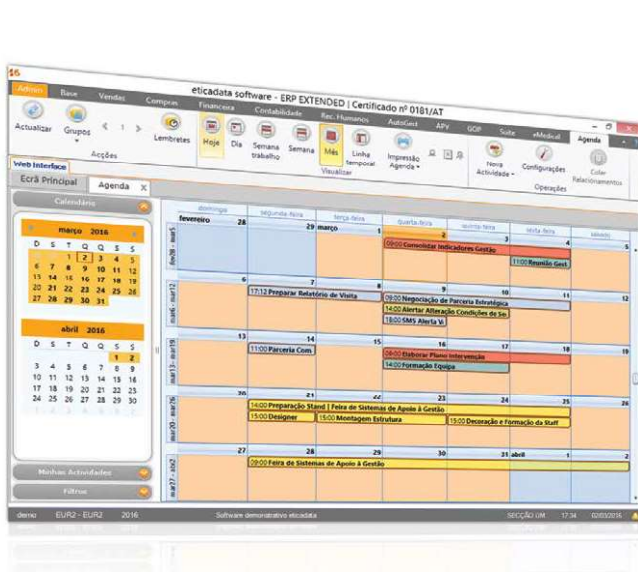 eticadata software - ERP EXTENDED | Certificado nº 0181/AT
Admin Base Vendas Compras Financeira Contabilidade Rec. Humanos AutoGest APY QOP Suite eMedical Agenda
Actualizar Grupos Lembretes Hoje Dia Semana trabalho Semana Mês Linha temporal Impressão Agenda Nova Actividade Configurações Colar Relacionamentos
Acções Visualizar Operações
Web Interface
Ecrã Principal Agenda X
Calendário
março 2016
D S T Q Q S S
1 2 3 4 5
6 7 8 9 10 11 12
13 14 15 16 17 18 19
20 21 22 23 24 25 26
27 28 29 30 31
abril 2016
D S T Q Q S S
1 2
3 4 5 6 7 8 9
10 11 12 13 14 15 16
17 18 19 20 21 22 23
24 25 26 27 28 29 30
Minhas Actividades
Filtros
domingo segunda-feira terça-feira quarta-feira quinta-feira sexta-feira sábado
fevereiro 28 29 março 1 2 3 4 5
09:00 Consolidar Indicadores Gestão
11:00 Reunião Gest
mar6 - mar12
6 7 8 9 10 11 12
17:12 Preparar Relatório de Visita
09:00 Negociação de Parceria Estratégica
14:00 Alertar Alteração Condições de Se
18:00 SMS Alerta V
mar13 - mar19
13 14 15 16 17 18 19
11:00 Parceria Com
09:00 Elaborar Plano Intervenção
14:00 Formação Equipa
mar20 - mar26
20 21 22 23 24 25 26
14:00 Preparação Stand | Feira de Sistemas de Apoio à Gestão
15:00 Designer 15:00 Montagem Estrutura 15:00 Decoração e Formação da Staff
mar27 - abr2
27 28 29 30 31 abril 1 2
09:00 Feira de Sistemas de Apoio à Gestão
demo EUR2 - EUR2 2016 Software demonstrativo eticadata SECÇÃO OM 17:34 02/03/2016